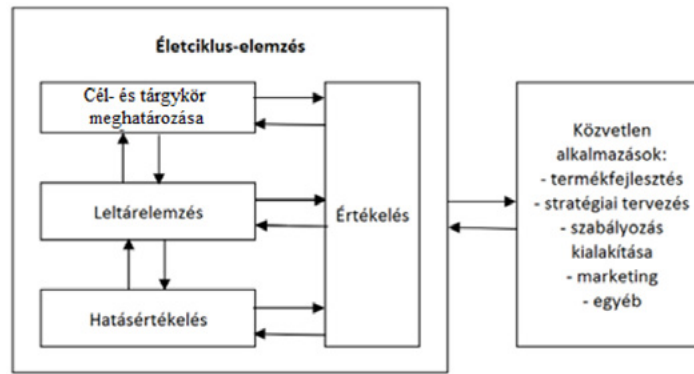 Életciklus-elemzés
Cél- és tárgykör
meghatározása
Leltárelemzés
Hatásértékelés
Értékelés
Közvetlen
alkalmazások:
- termékfejlesztés
- stratégiai tervezés
- szabályozás
kialakítása
- marketing
- egyéb